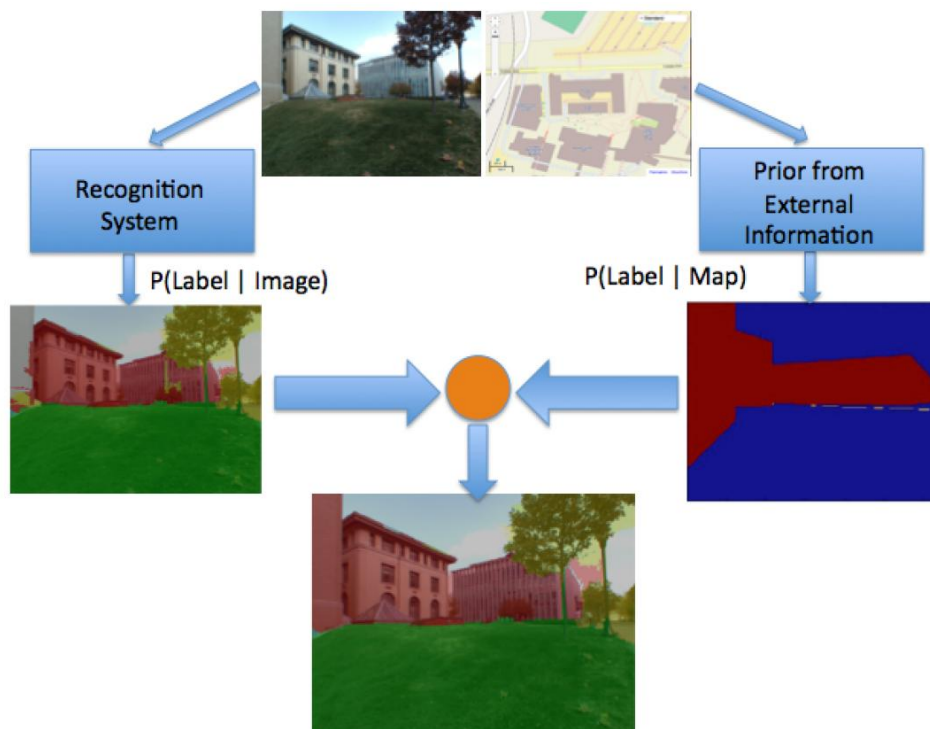 Recognition
System
Prior from
External
Information
P(Label | Image)
P(Label | Map)